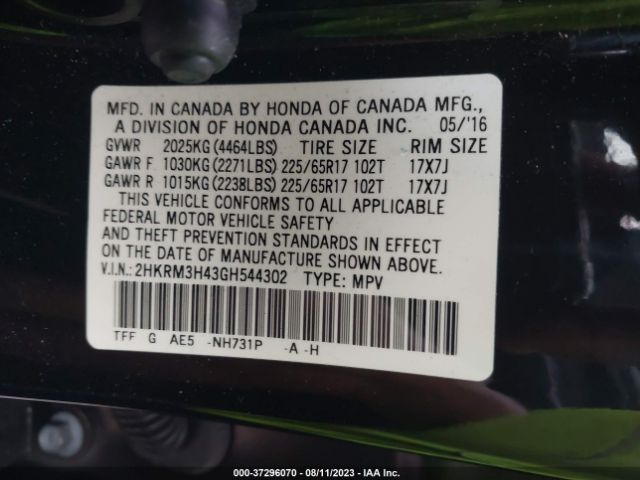 MFD. IN CANADA BY HONDA OF CANADA MFG.,
A DIVISION OF HONDA CANADA INC. 05/'16
GVWR 2025KG (4464LBS) TIRE SIZE RIM SIZE
GAWR F 1030KG (2271LBS) 225/65R17 102T 17X7J
GAWR R 1015KG (2238LBS) 225/65R17 102T 17X7J
THIS VEHICLE CONFORMS TO ALL APPLICABLE
FEDERAL MOTOR VEHICLE SAFETY
AND THEFT PREVENTION STANDARDS IN EFFECT
ON THE DATE OF MANUFACTURE SHOWN ABOVE.
V.I.N.: 2HKRM3H43GH544302 TYPE: MPV
TFF G AE5 -NH731P -A -H
000-37296070 - 08/11/2023 - IAA Inc.